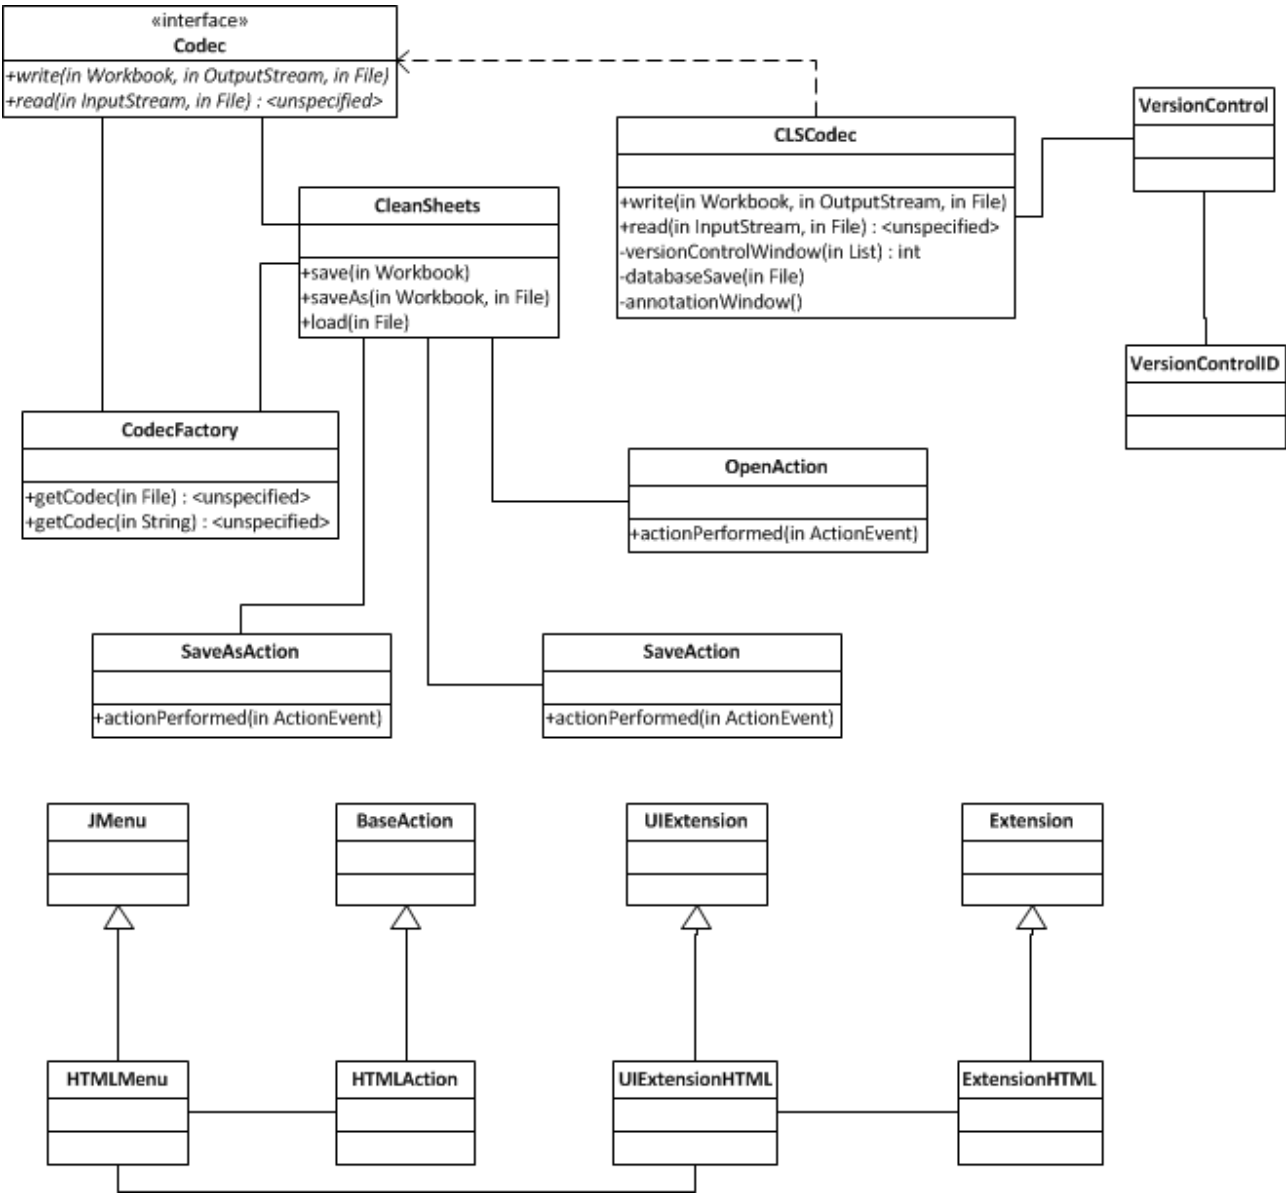 «interface»
Codec
+write(in Workbook, in OutputStream, in File)
+read(in InputStream, in File) : <unspecified>
CLSCodec
+write(in Workbook, in OutputStream, in File)
+read(in InputStream, in File) : <unspecified>
-versionControlWindow(in List) : int
-databaseSave(in File)
-annotationWindow()
VersionControl
CleanSheets
+save(in Workbook)
+saveAs(in Workbook, in File)
+load(in File)
VersionControlID
CodecFactory
+getCodec(in File) : <unspecified>
+getCodec(in String) : <unspecified>
OpenAction
+actionPerformed(in ActionEvent)
SaveAsAction
+actionPerformed(in ActionEvent)
SaveAction
+actionPerformed(in ActionEvent)
JMenu
BaseAction
UIExtension
Extension
HTMLMenu
HTMLAction
UIExtensionHTML
ExtensionHTML